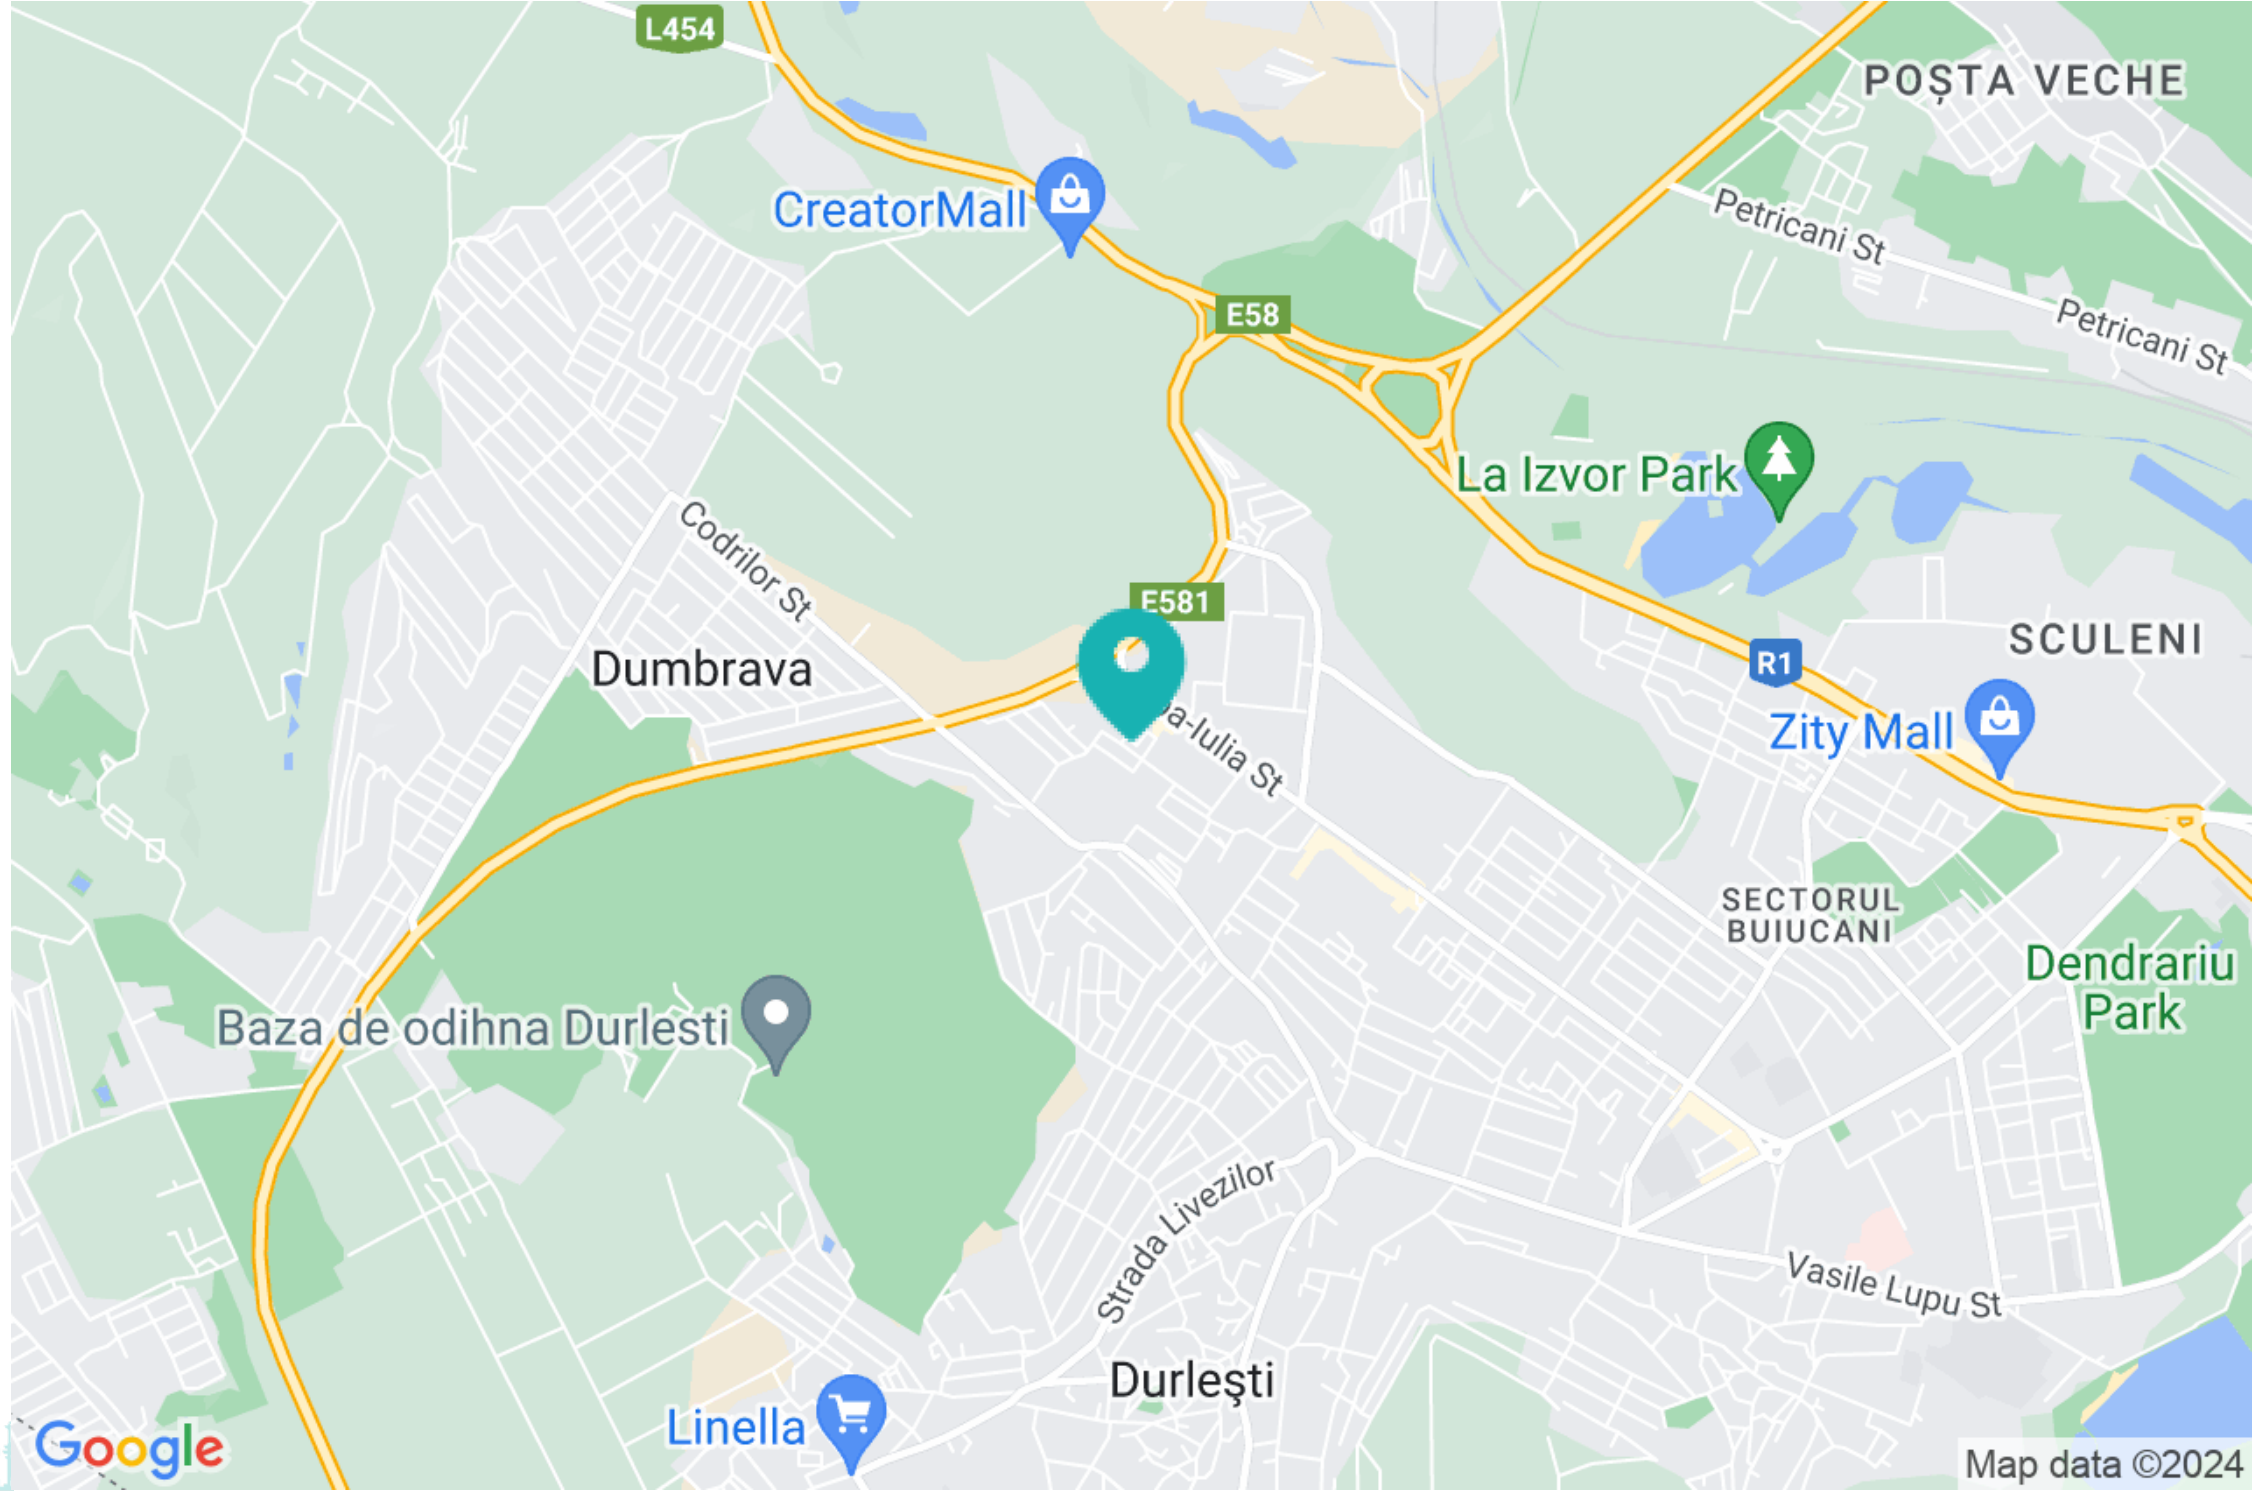 L454
POȘTA VECHE
CreatorMall
Petricani St
E58
Petricani St
La Izvor Park
Codrilor St
E581
Dumbrava
SCULENI
R1
-Iulia St
Zity Mall
SECTORUL
BUIUCANI
Dendrariu
Park
Baza de odihna Durlesti
Strada Livezilor
Vasile Lupu St
Durleşti
Linella
Google
Map data ©2024